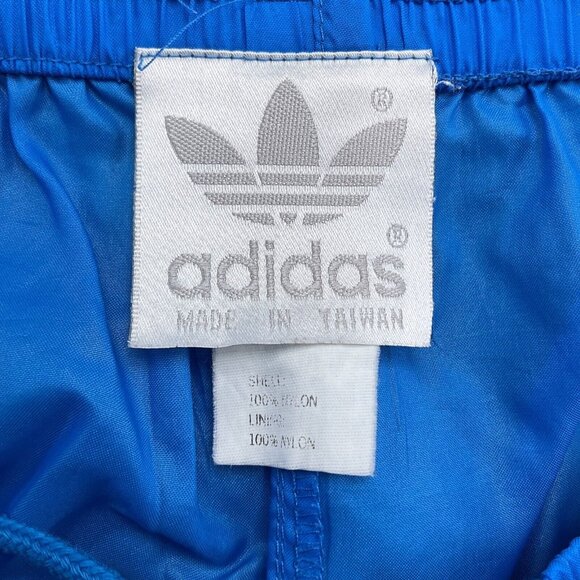 ®
adidas®
MADE IN TAIWAN
SHELL:
100% NYLON
LINING:
100% NYLON